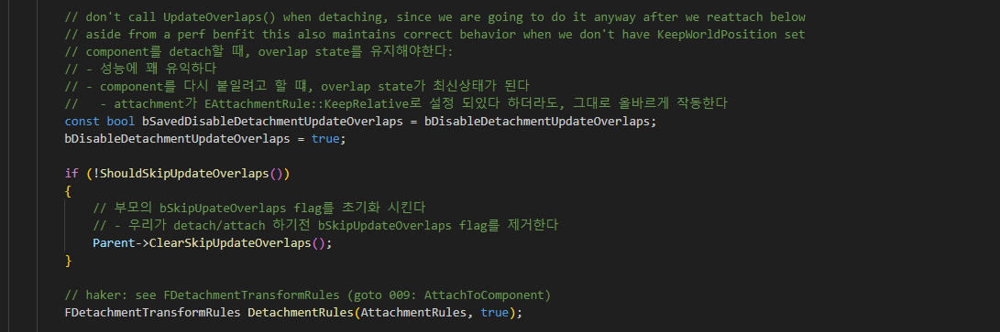 // don't call UpdateOverlaps() when detaching, since we are going to do it anyway after we reattach below
// aside from a perf benfit this also maintains correct behavior when we don't have KeepWorldPosition set
// component를 detach할 때, overlap state를 유지해야한다:
// - 성능에 꽤 유익하다
// - component를 다시 붙일려고 할 떄, overlap state가 최신상태가 된다
//   - attachment가 EAttachmentRule::KeepRelative로 설정 되있다 하더라도, 그대로 올바르게 작동한다
const bool bSavedDisableDetachmentUpdateOverlaps = bDisableDetachmentUpdateOverlaps;
bDisableDetachmentUpdateOverlaps = true;
if (!ShouldSkipUpdateOverlaps())
{
// 부모의 bSkipUpateOverlaps flag를 초기화 시킨다
// - 우리가 detach/attach 하기전 bSkipUpdateOverlaps flag를 제거한다
Parent->ClearSkipUpdateOverlaps();
}
// haker: see FDetachmentTransformRules (goto 009: AttachToComponent)
FDetachmentTransformRules DetachmentRules(AttachmentRules, true);